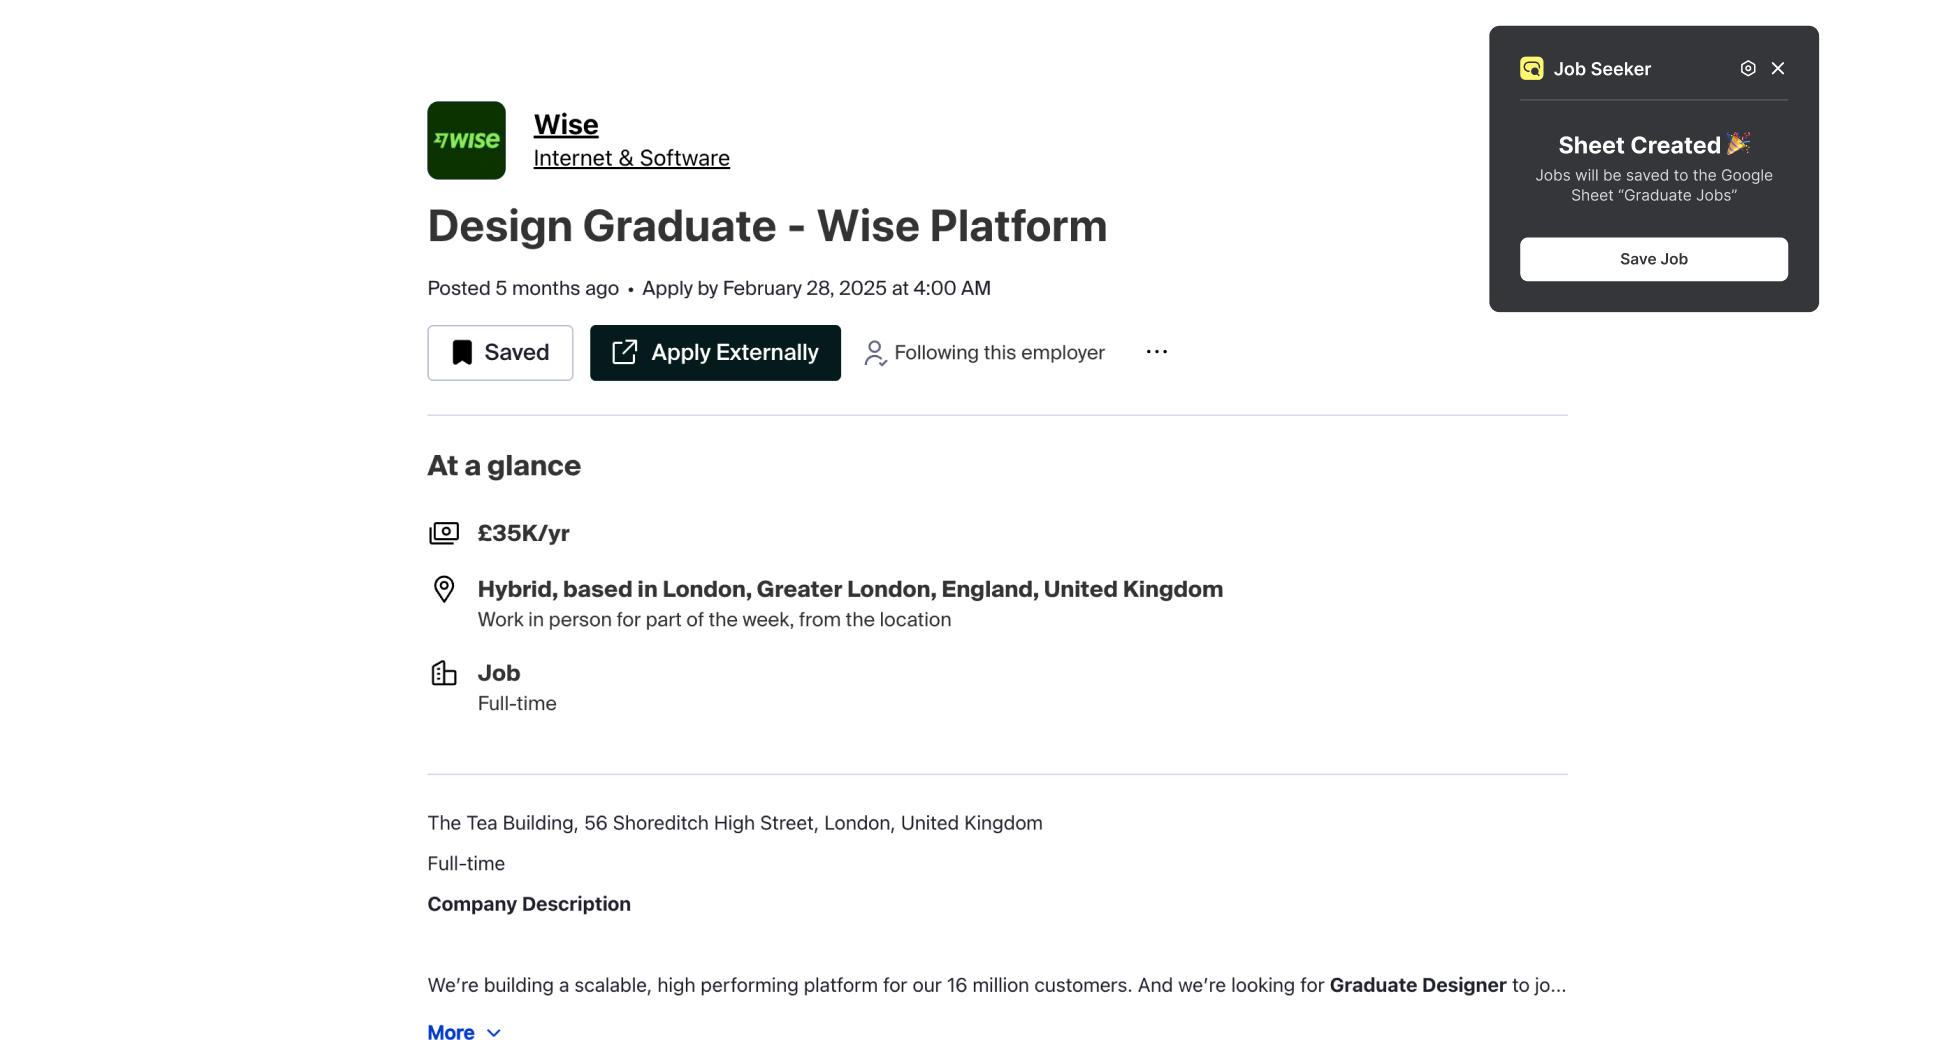 WISE
Wise
Internet & Software
Design Graduate - Wise Platform
Posted 5 months ago • Apply by February 28, 2025 at 4:00 AM
Saved
Apply Externally
Following this employer
...
At a glance
£35K/yr
Hybrid, based in London, Greater London, England, United Kingdom
Work in person for part of the week, from the location
Job
Full-time
The Tea Building, 56 Shoreditch High Street, London, United Kingdom
Full-time
Company Description
We’re building a scalable, high performing platform for our 16 million customers. And we’re looking for Graduate Designer to jo...
More
Job Seeker
Sheet Created 🎉
Jobs will be saved to the Google
Sheet “Graduate Jobs”
Save Job